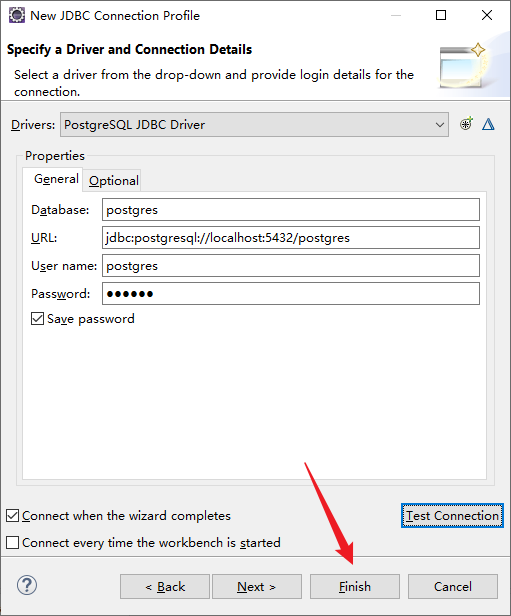 New JDBC Connection Profile
Specify a Driver and Connection Details
Select a driver from the drop-down and provide login details for the
connection.
Drivers: PostgreSQL JDBC Driver
Properties
General Optional
Database: postgres
URL: jdbc:postgresql://localhost:5432/postgres
User name: postgres
Password: ●●●●●●
Save password
Connect when the wizard completes
Test Connection
Connect every time the workbench is started
? < Back Next > Finish Cancel